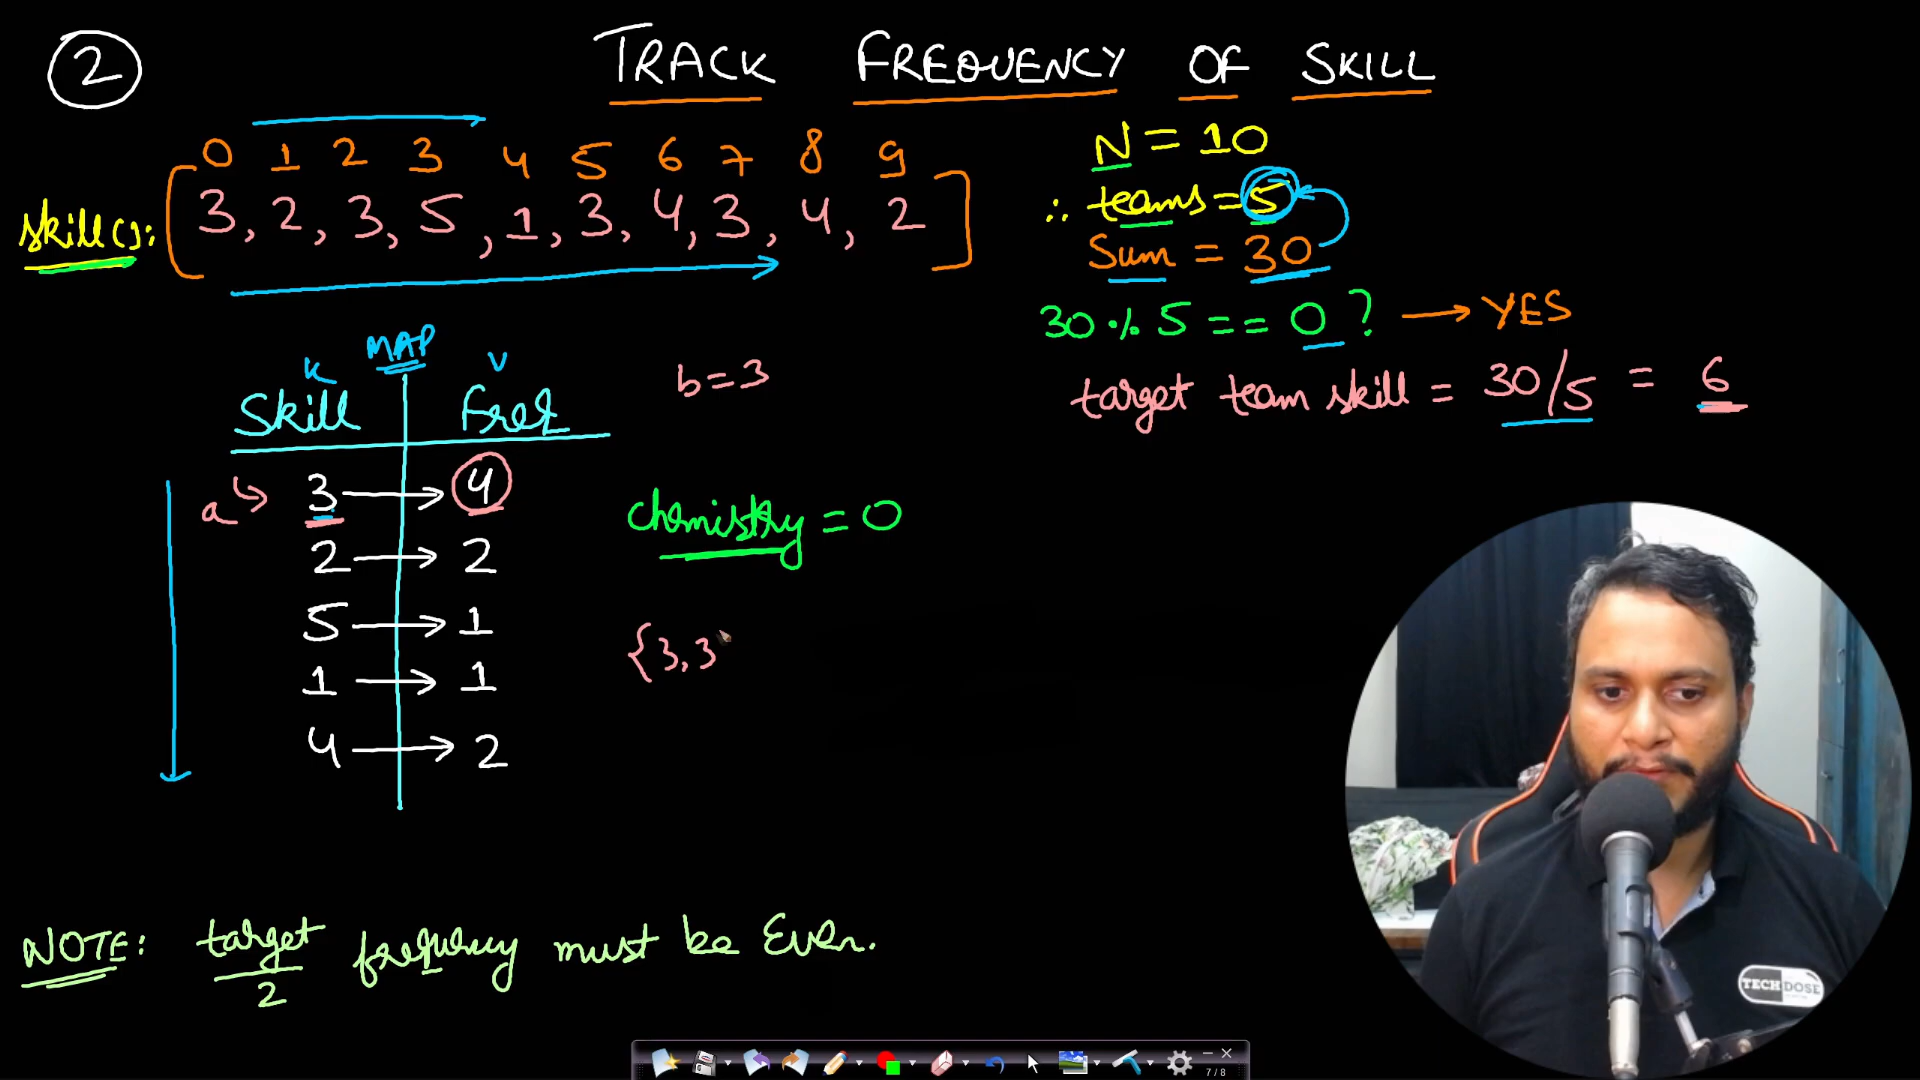 2
TRACK FREQUENCY OF SKILL
0 1 2 3 4 5 6 7 8 9
skill(s): [3, 2, 3, 5, 1, 3, 4, 3, 4, 2]
N = 10
∴ teams = 5
Sum = 30
30 % 5 == 0 ? → YES
target team skill = 30/5 = 6
MAP
K V
Skill Freq
b = 3
a 3 → 4
2 → 2
5 → 1
1 → 1
4 → 2
chemistry = 0
{3,3
NOTE: target/2 frequency must be Even.
TECH DOSE
7/8